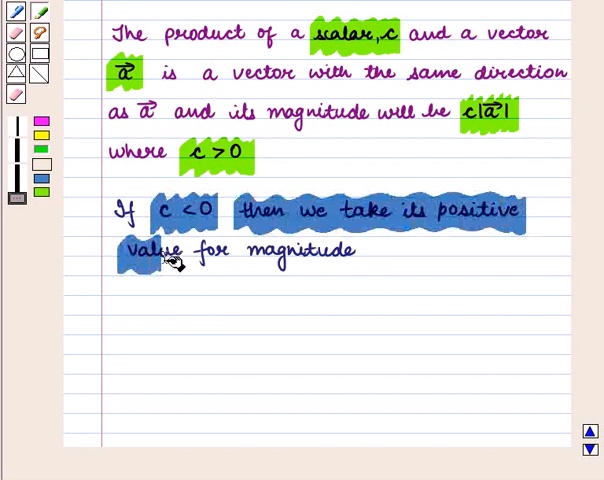 The product of a scalar, c and a vector
a⃗ is a vector with the same direction
as a⃗ and its magnitude will be c|a⃗|
where c > 0
If c < 0 then we take its positive
value for magnitude